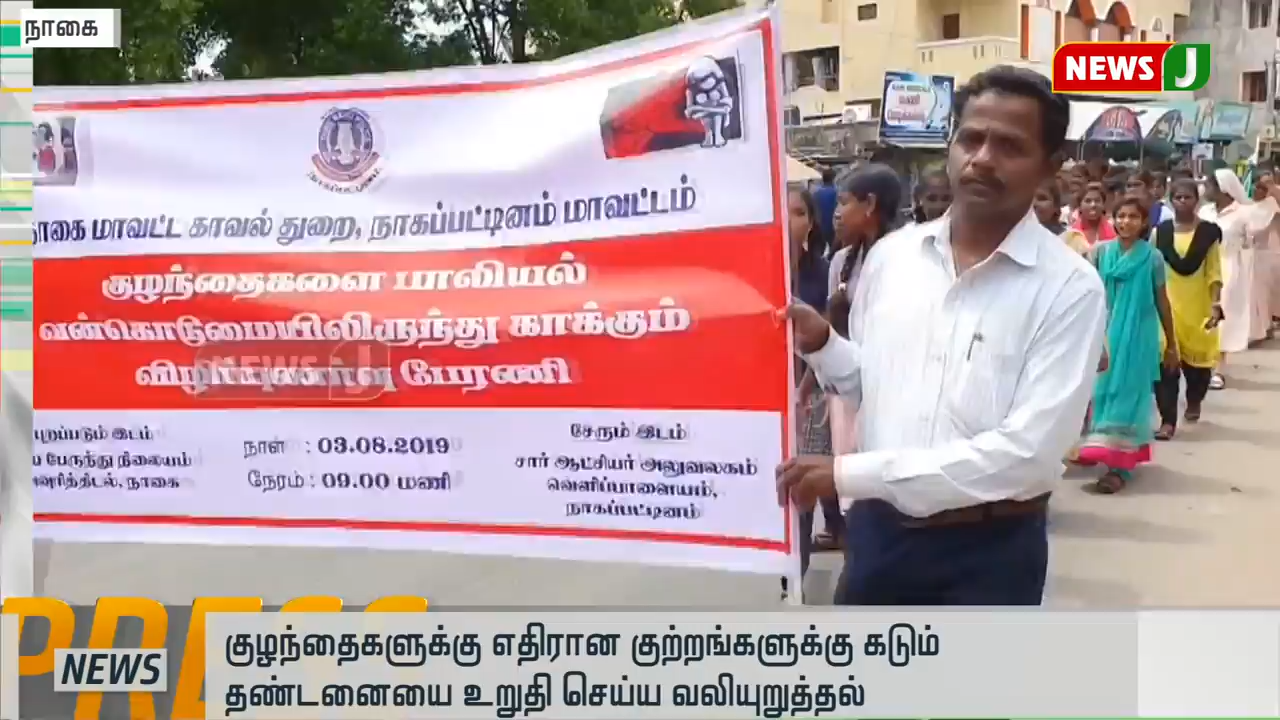 நாகை
NEWS J
நாகை மாவட்ட காவல் துறை, நாகப்பட்டினம் மாவட்டம்
குழந்தைகளை பாலியல்
வன்கொடுமையிலிருந்து காக்கும்
விழிப்புணர்வு பேரணி
புறப்படும் இடம்
பேருந்து நிலையம்
நாகை
நாள் : 03.08.2019
நேரம் : 09.00 மணி
சேரும் இடம்
சார் ஆட்சியர் அலுவலகம்
வெளிப்பாளையம்,
நாகப்பட்டினம்
NEWS J
PRESS
NEWS
குழந்தைகளுக்கு எதிரான குற்றங்களுக்கு கடும்
தண்டனையை உறுதி செய்ய வலியுறுத்தல்